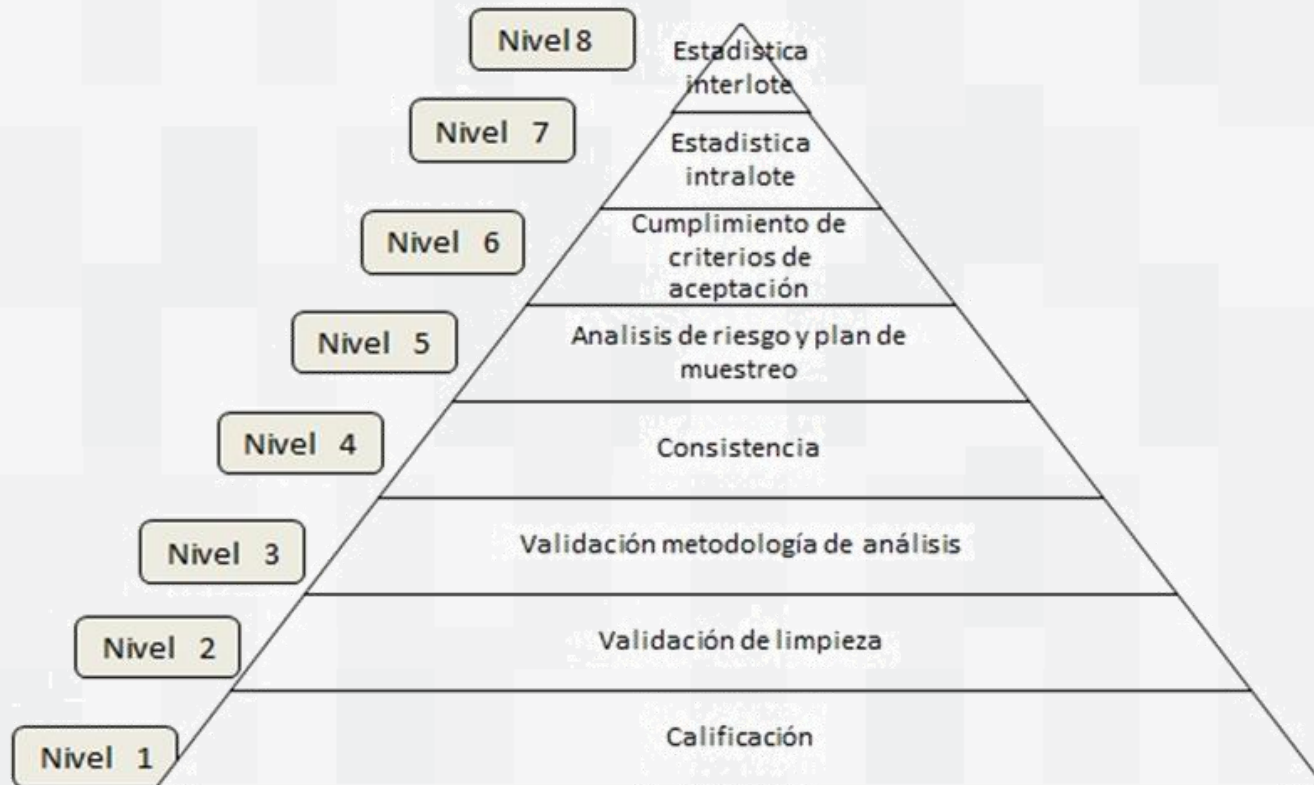 Nivel 8
Estadistica
interlote
Nivel 7
Estadistica
intralote
Nivel 6
Cumplimiento de
criterios de
aceptación
Nivel 5
Analisis de riesgo y plan de
muestreo
Nivel 4
Consistencia
Nivel 3
Validación metodología de análisis
Nivel 2
Validación de limpieza
Nivel 1
Calificación